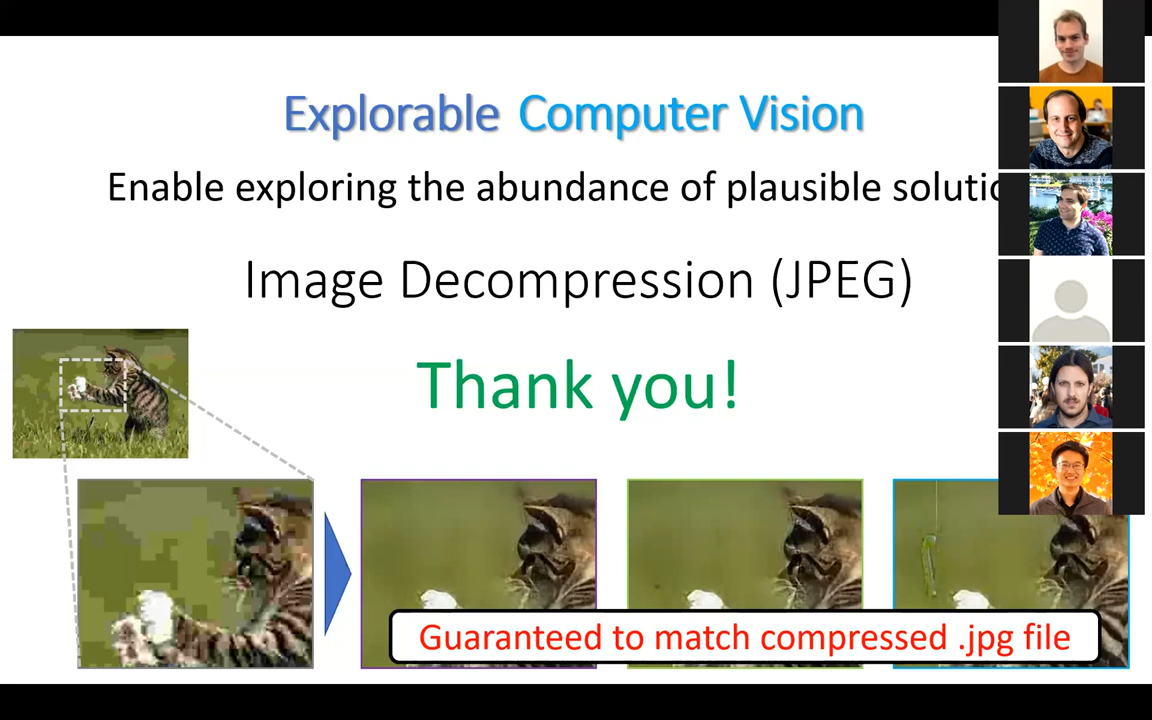 Explorable Computer Vision
Enable exploring the abundance of plausible
Image Decompression (JPEG)
Thank you!
Guaranteed to match compressed .jpg file